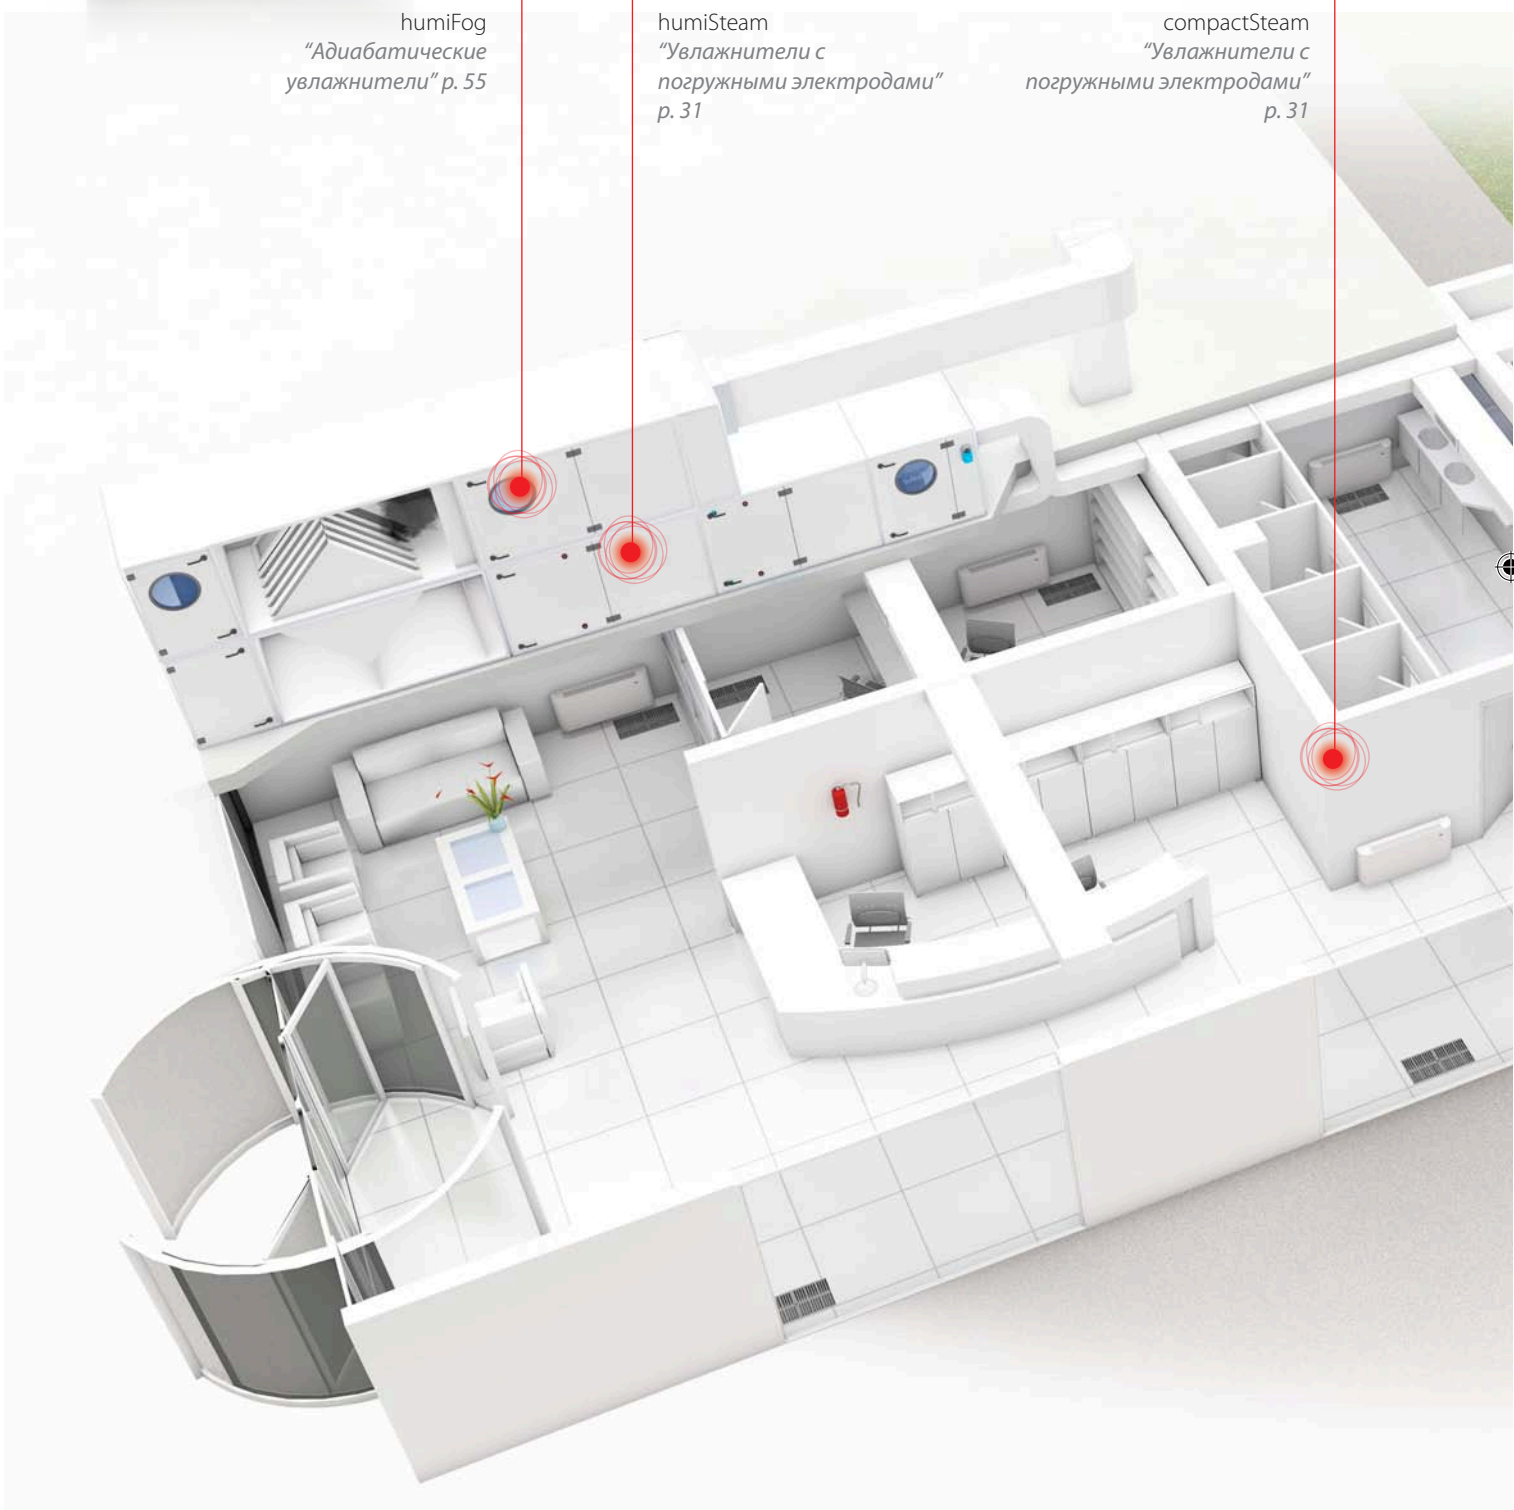 humiFog
“Адиабатические
увлажнители” p. 55
humiSteam
“Увлажнители с
погружными электродами”
p. 31
compactSteam
“Увлажнители с
погружными электродами”
p. 31